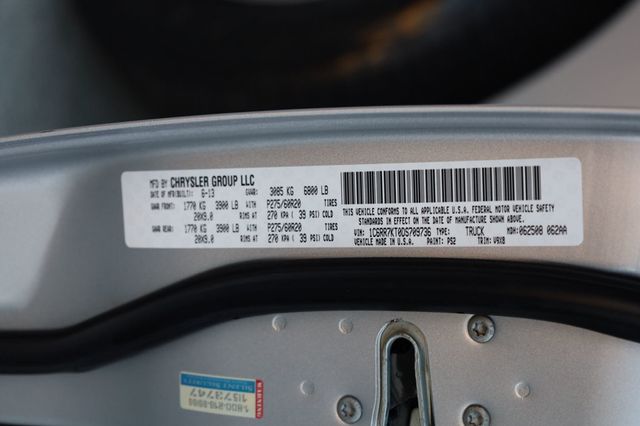 MFD BY CHRYSLER GROUP LLC
DATE OF MFR(BUILT): 6-13 GVWR: 3085 KG 6800 LB
GAWR FRONT: 1770 KG 3900 LB WITH P275/60R20 TIRES
20X9.0 RIMS AT 270 KPA ( 39 PSI) COLD
GAWR REAR: 1770 KG 3900 LB WITH P275/60R20 TIRES
20X9.0 RIMS AT 270 KPA ( 39 PSI) COLD
THIS VEHICLE CONFORMS TO ALL APPLICABLE U.S.A. FEDERAL MOTOR VEHICLE SAFETY
STANDARDS IN EFFECT ON THE DATE OF MANUFACTURE SHOWN ABOVE.
VIN: 1C6RR7KT0DS709736 TYPE: TRUCK MDH: 062508 062AA
MADE IN U.S.A. PAINT: PS2 TRIM: V9X8
WARNING
SILENT SECURITY
11573747